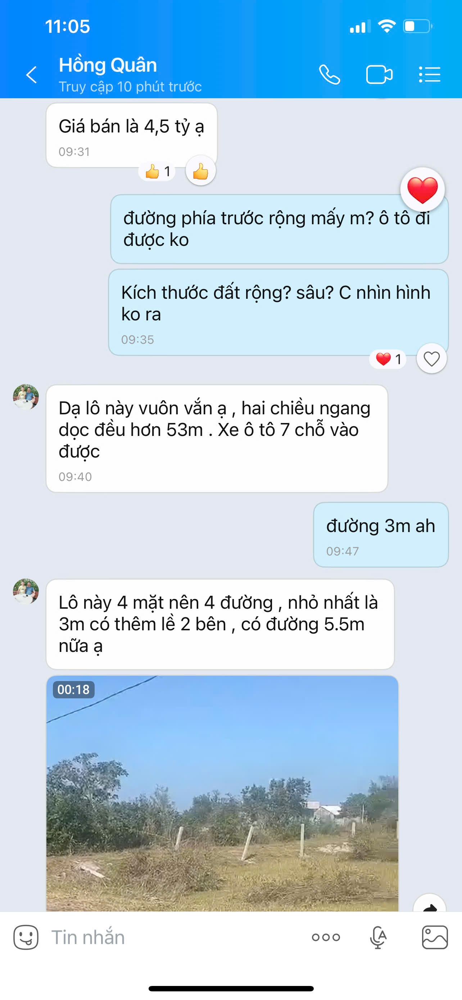 11:05
Hồng Quân
Truy cập 10 phút trước
Giá bán là 4,5 tỷ ạ
09:31
1
đường phía trước rộng mấy m? ô tô đi
được ko
Kích thước đất rộng? sâu? C nhìn hình
ko ra
09:35
1
Dạ lô này vuôn vắn ạ , hai chiều ngang
dọc đều hơn 53m . Xe ô tô 7 chỗ vào
được
09:40
đường 3m ah
09:47
Lô này 4 mặt nên 4 đường , nhỏ nhất là
3m có thêm lề 2 bên , có đường 5.5m
nữa ạ
00:18
Tin nhắn
A